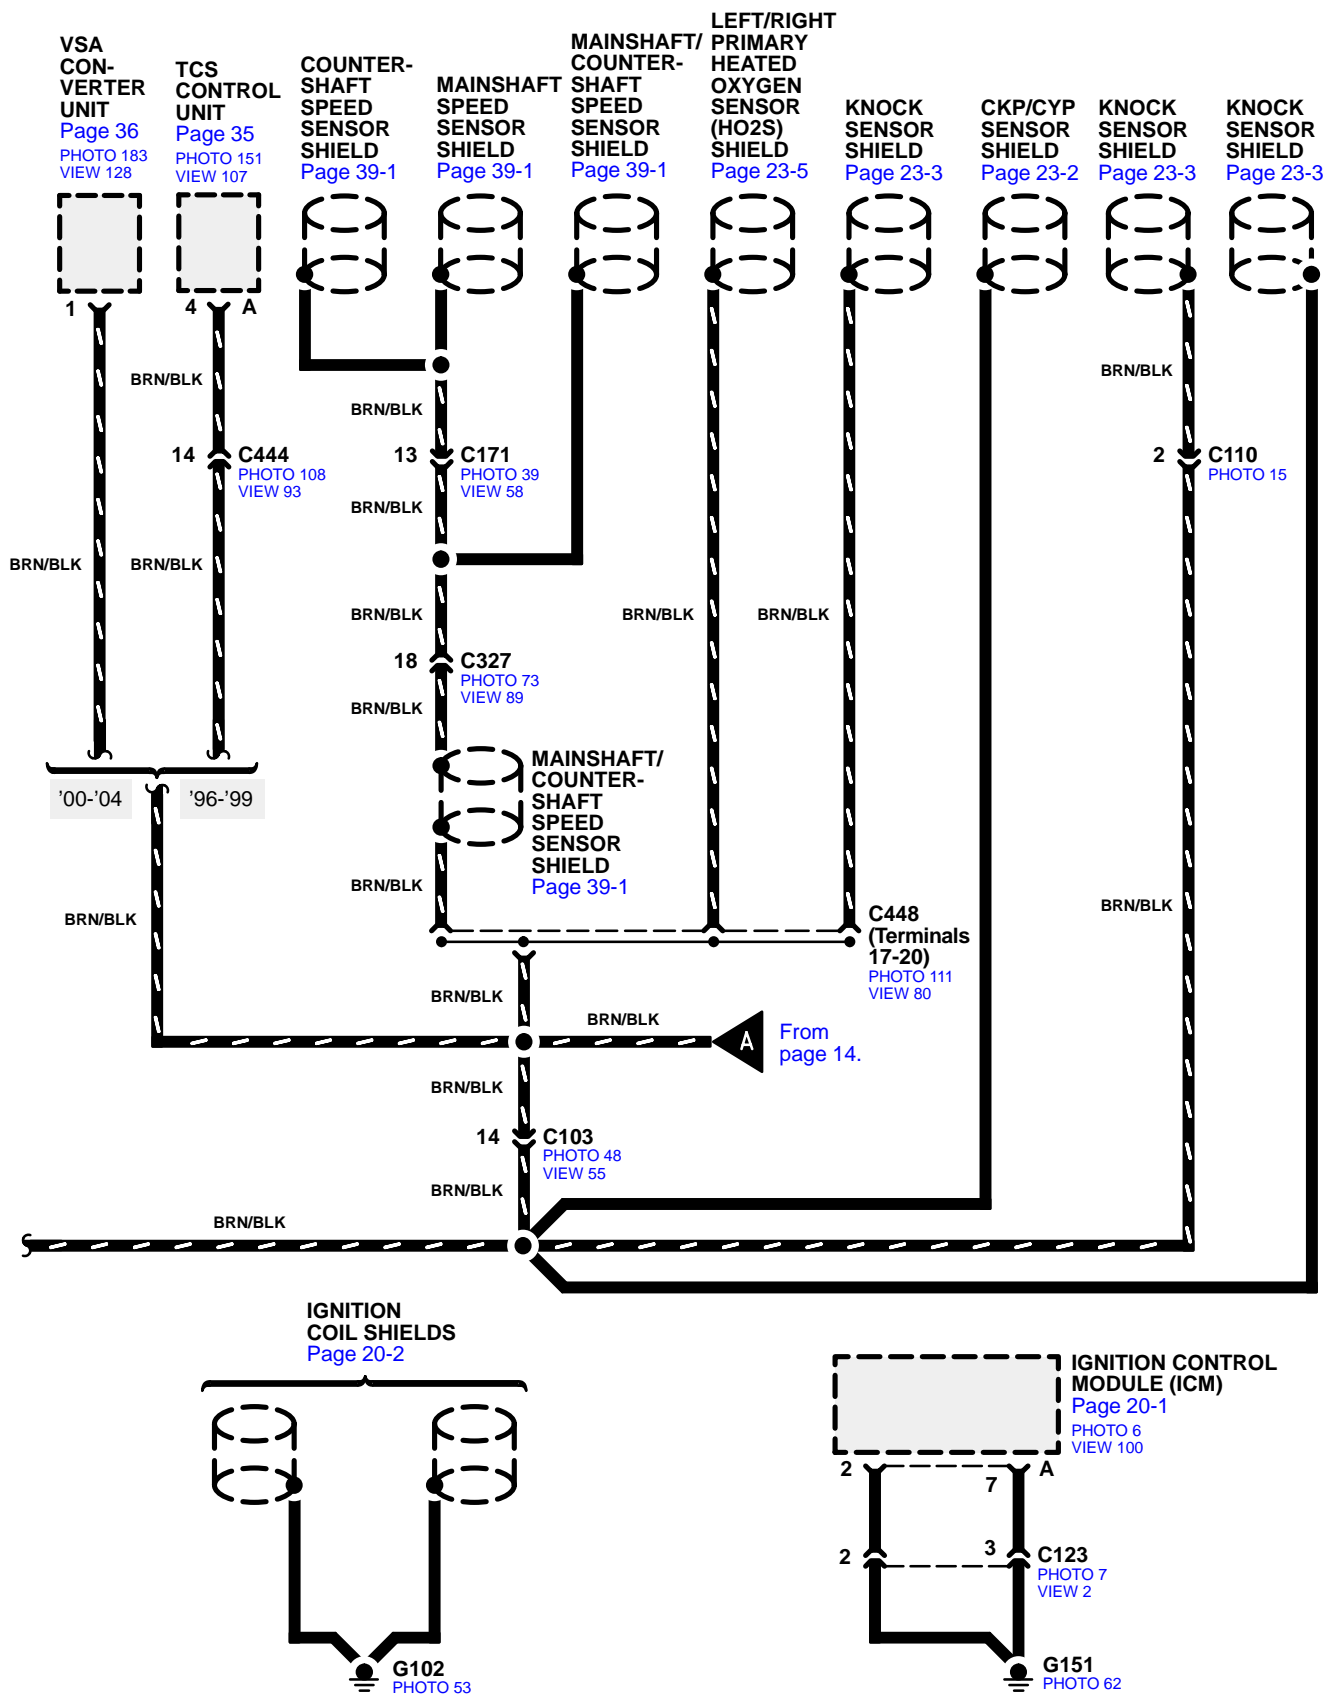 VSA
CON-
VERTER
UNIT
Page 36
PHOTO 183
VIEW 128
TCS
CONTROL
UNIT
Page 35
PHOTO 151
VIEW 107
COUNTER-
SHAFT
SPEED
SENSOR
SHIELD
Page 39-1
MAINSHAFT
SPEED
SENSOR
SHIELD
Page 39-1
MAINSHAFT/
COUNTER-
SHAFT
SPEED
SENSOR
SHIELD
Page 39-1
LEFT/RIGHT
PRIMARY
HEATED
OXYGEN
SENSOR
(HO2S)
SHIELD
Page 23-5
KNOCK
SENSOR
SHIELD
Page 23-3
CKP/CYP
SENSOR
SHIELD
Page 23-2
KNOCK
SENSOR
SHIELD
Page 23-3
KNOCK
SENSOR
SHIELD
Page 23-3
1
4 A
BRN/BLK
BRN/BLK
BRN/BLK
14 C444
PHOTO 108
VIEW 93
13 C171
PHOTO 39
VIEW 58
2 C110
PHOTO 15
BRN/BLK
BRN/BLK
BRN/BLK
BRN/BLK
BRN/BLK
BRN/BLK
18 C327
PHOTO 73
VIEW 89
BRN/BLK
MAINSHAFT/
COUNTER-
SHAFT
SPEED
SENSOR
SHIELD
Page 39-1
’00-’04
’96-’99
BRN/BLK
BRN/BLK
BRN/BLK
C448
(Terminals
17-20)
PHOTO 111
VIEW 80
BRN/BLK
BRN/BLK
A
From
page 14.
BRN/BLK
14 C103
PHOTO 48
VIEW 55
BRN/BLK
BRN/BLK
IGNITION
COIL SHIELDS
Page 20-2
IGNITION CONTROL
MODULE (ICM)
Page 20-1
PHOTO 6
VIEW 100
2 7 A
2 3 C123
PHOTO 7
VIEW 2
G102
PHOTO 53
G151
PHOTO 62